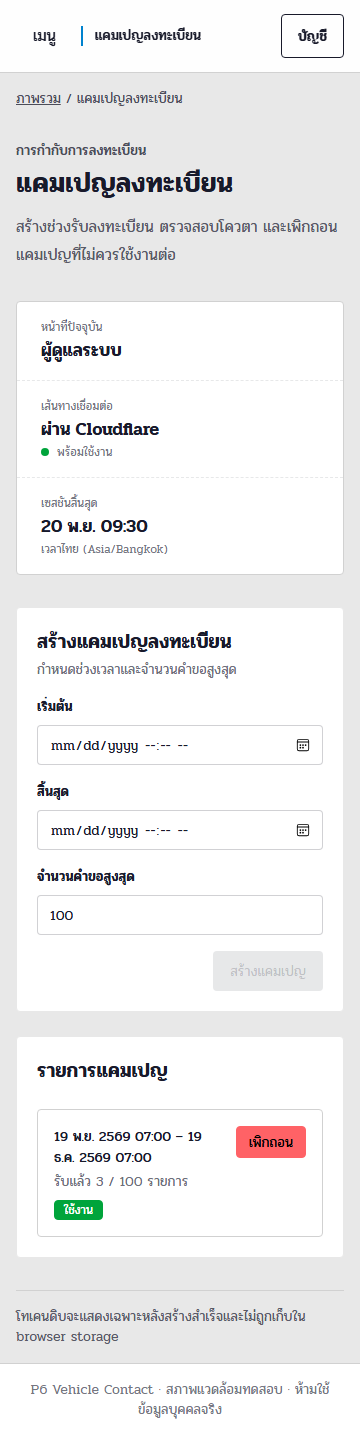 เมนู
แคมเปญลงทะเบียน
บัญชี
ภาพรวม / แคมเปญลงทะเบียน
การกำกับการลงทะเบียน
แคมเปญลงทะเบียน
สร้างช่วงรับลงทะเบียน ตรวจสอบโควตา และเพิกถอน
แคมเปญที่ไม่ควรใช้งานต่อ
หน้าที่ปัจจุบัน
ผู้ดูแลระบบ
เส้นทางเชื่อมต่อ
ผ่าน Cloudflare
พร้อมใช้งาน
เซสชันสิ้นสุด
20 พ.ย. 09:30
เวลาไทย (Asia/Bangkok)
สร้างแคมเปญลงทะเบียน
กำหนดช่วงเวลาและจำนวนคำขอสูงสุด
เริ่มต้น
mm/dd/yyyy --:-- --
สิ้นสุด
mm/dd/yyyy --:-- --
จำนวนคำขอสูงสุด
100
สร้างแคมเปญ
รายการแคมเปญ
19 พ.ย. 2569 07:00 – 19
ธ.ค. 2569 07:00
เพิกถอน
รับแล้ว 3 / 100 รายการ
ใช้งาน
โทเคนดิบจะแสดงเฉพาะหลังสร้างสำเร็จและไม่ถูกเก็บใน
browser storage
P6 Vehicle Contact · สภาพแวดล้อมทดสอบ · ห้ามใช้
ข้อมูลบุคคลจริง